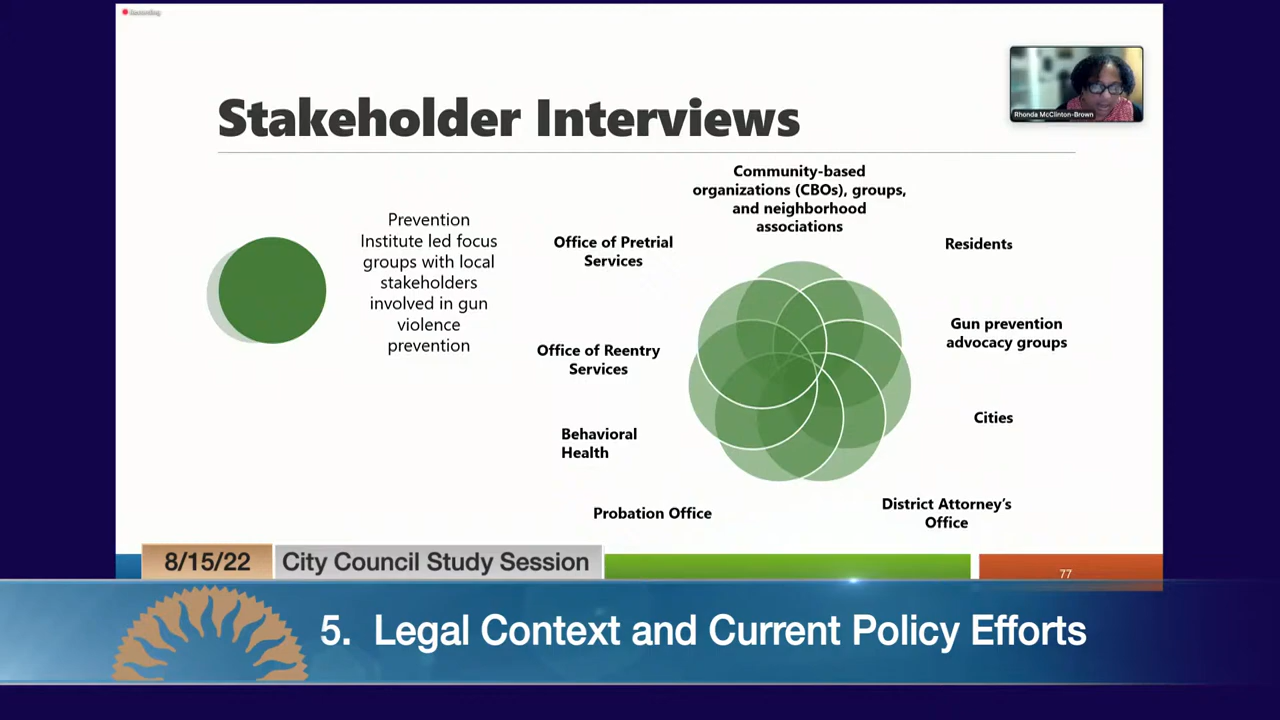 Recording
Stakeholder Interviews
Rhonda McClinton-Brown
Prevention
Institute led focus
groups with local
stakeholders
involved in gun
violence
prevention
Community-based
organizations (CBOs), groups,
and neighborhood
associations
Office of Pretrial
Services
Residents
Gun prevention
advocacy groups
Office of Reentry
Services
Cities
Behavioral
Health
District Attorney’s
Office
Probation Office
77
8/15/22
City Council Study Session
5. Legal Context and Current Policy Efforts